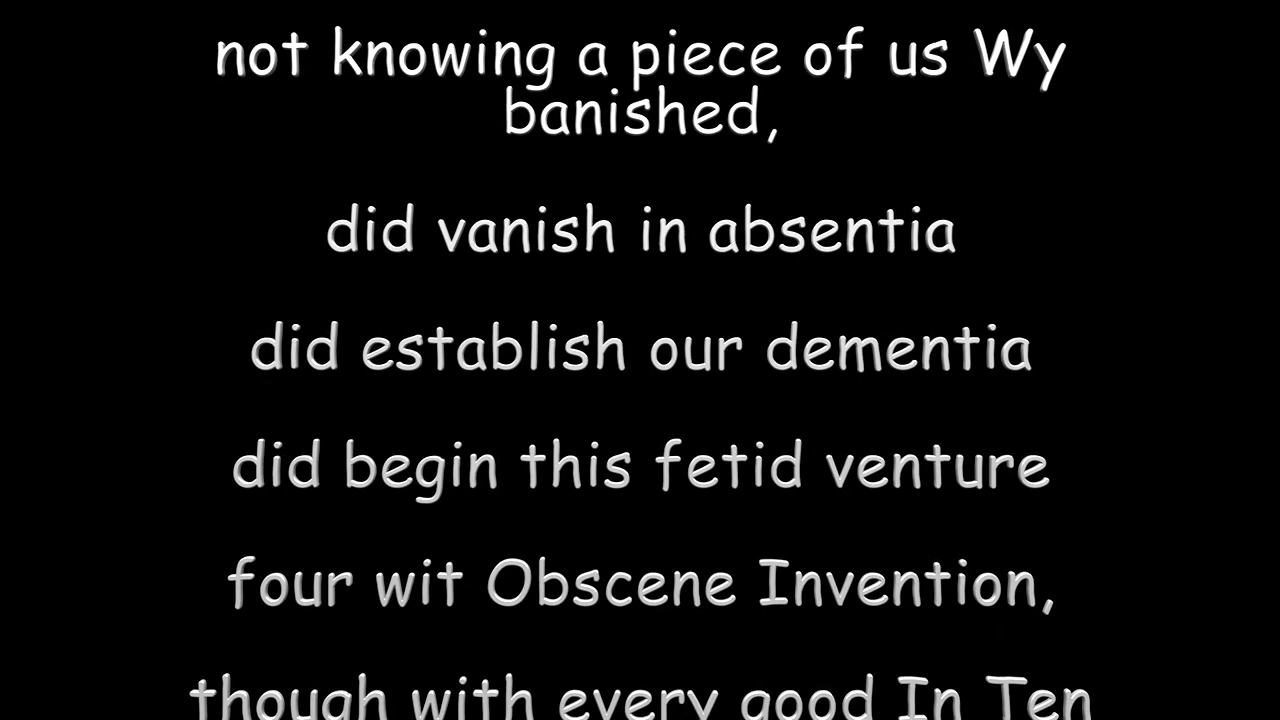 not knowing a piece of us Wy
banished,
did vanish in absentia
did establish our dementia
did begin this fetid venture
four wit Obscene Invention,
though with every good In Ten